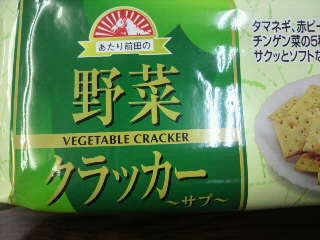 あたり前田の
野菜
VEGETABLE CRACKER
クラッカー
〜サブ〜
タマネギ、赤ピー
チンゲン菜の5種
サクッとソフトな